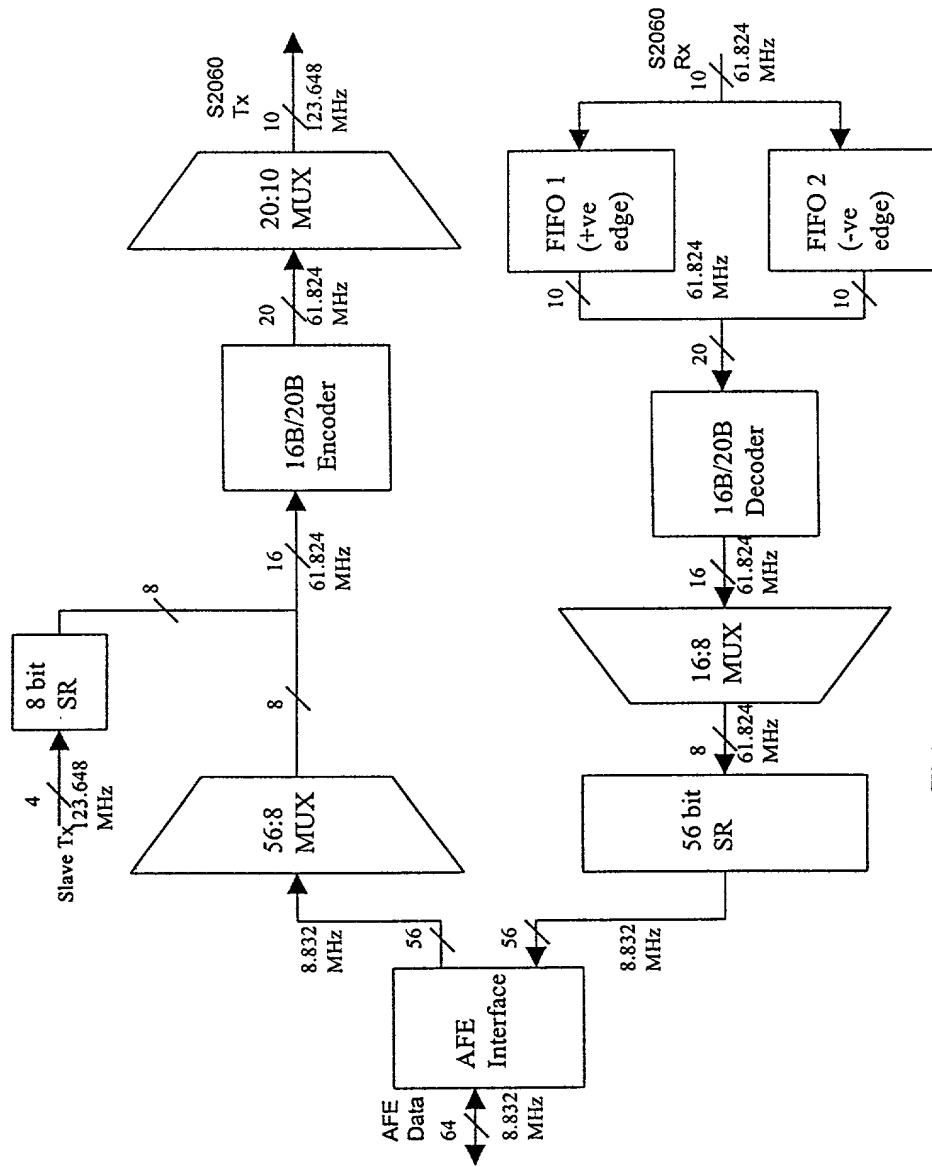 S2060
Tx
10
123.648
MHz
20:10
MUX
20
61.824
MHz
16B/20B
Encoder
16
61.824
MHz
8
8 bit
SR
4
Slave Tx
123.648
MHz
8
56:8
MUX
8.832
MHz
56
AFE
Interface
AFE
Data
64
8.832
MHz
56
8.832
MHz
56 bit
SR
8
61.824
MHz
16:8
MUX
16
61.824
MHz
16B/20B
Decoder
20
10
61.824
MHz
10
FIFO 1
(+ve
edge)
FIFO 2
(-ve
edge)
S2060
Rx
10
61.824
MHz